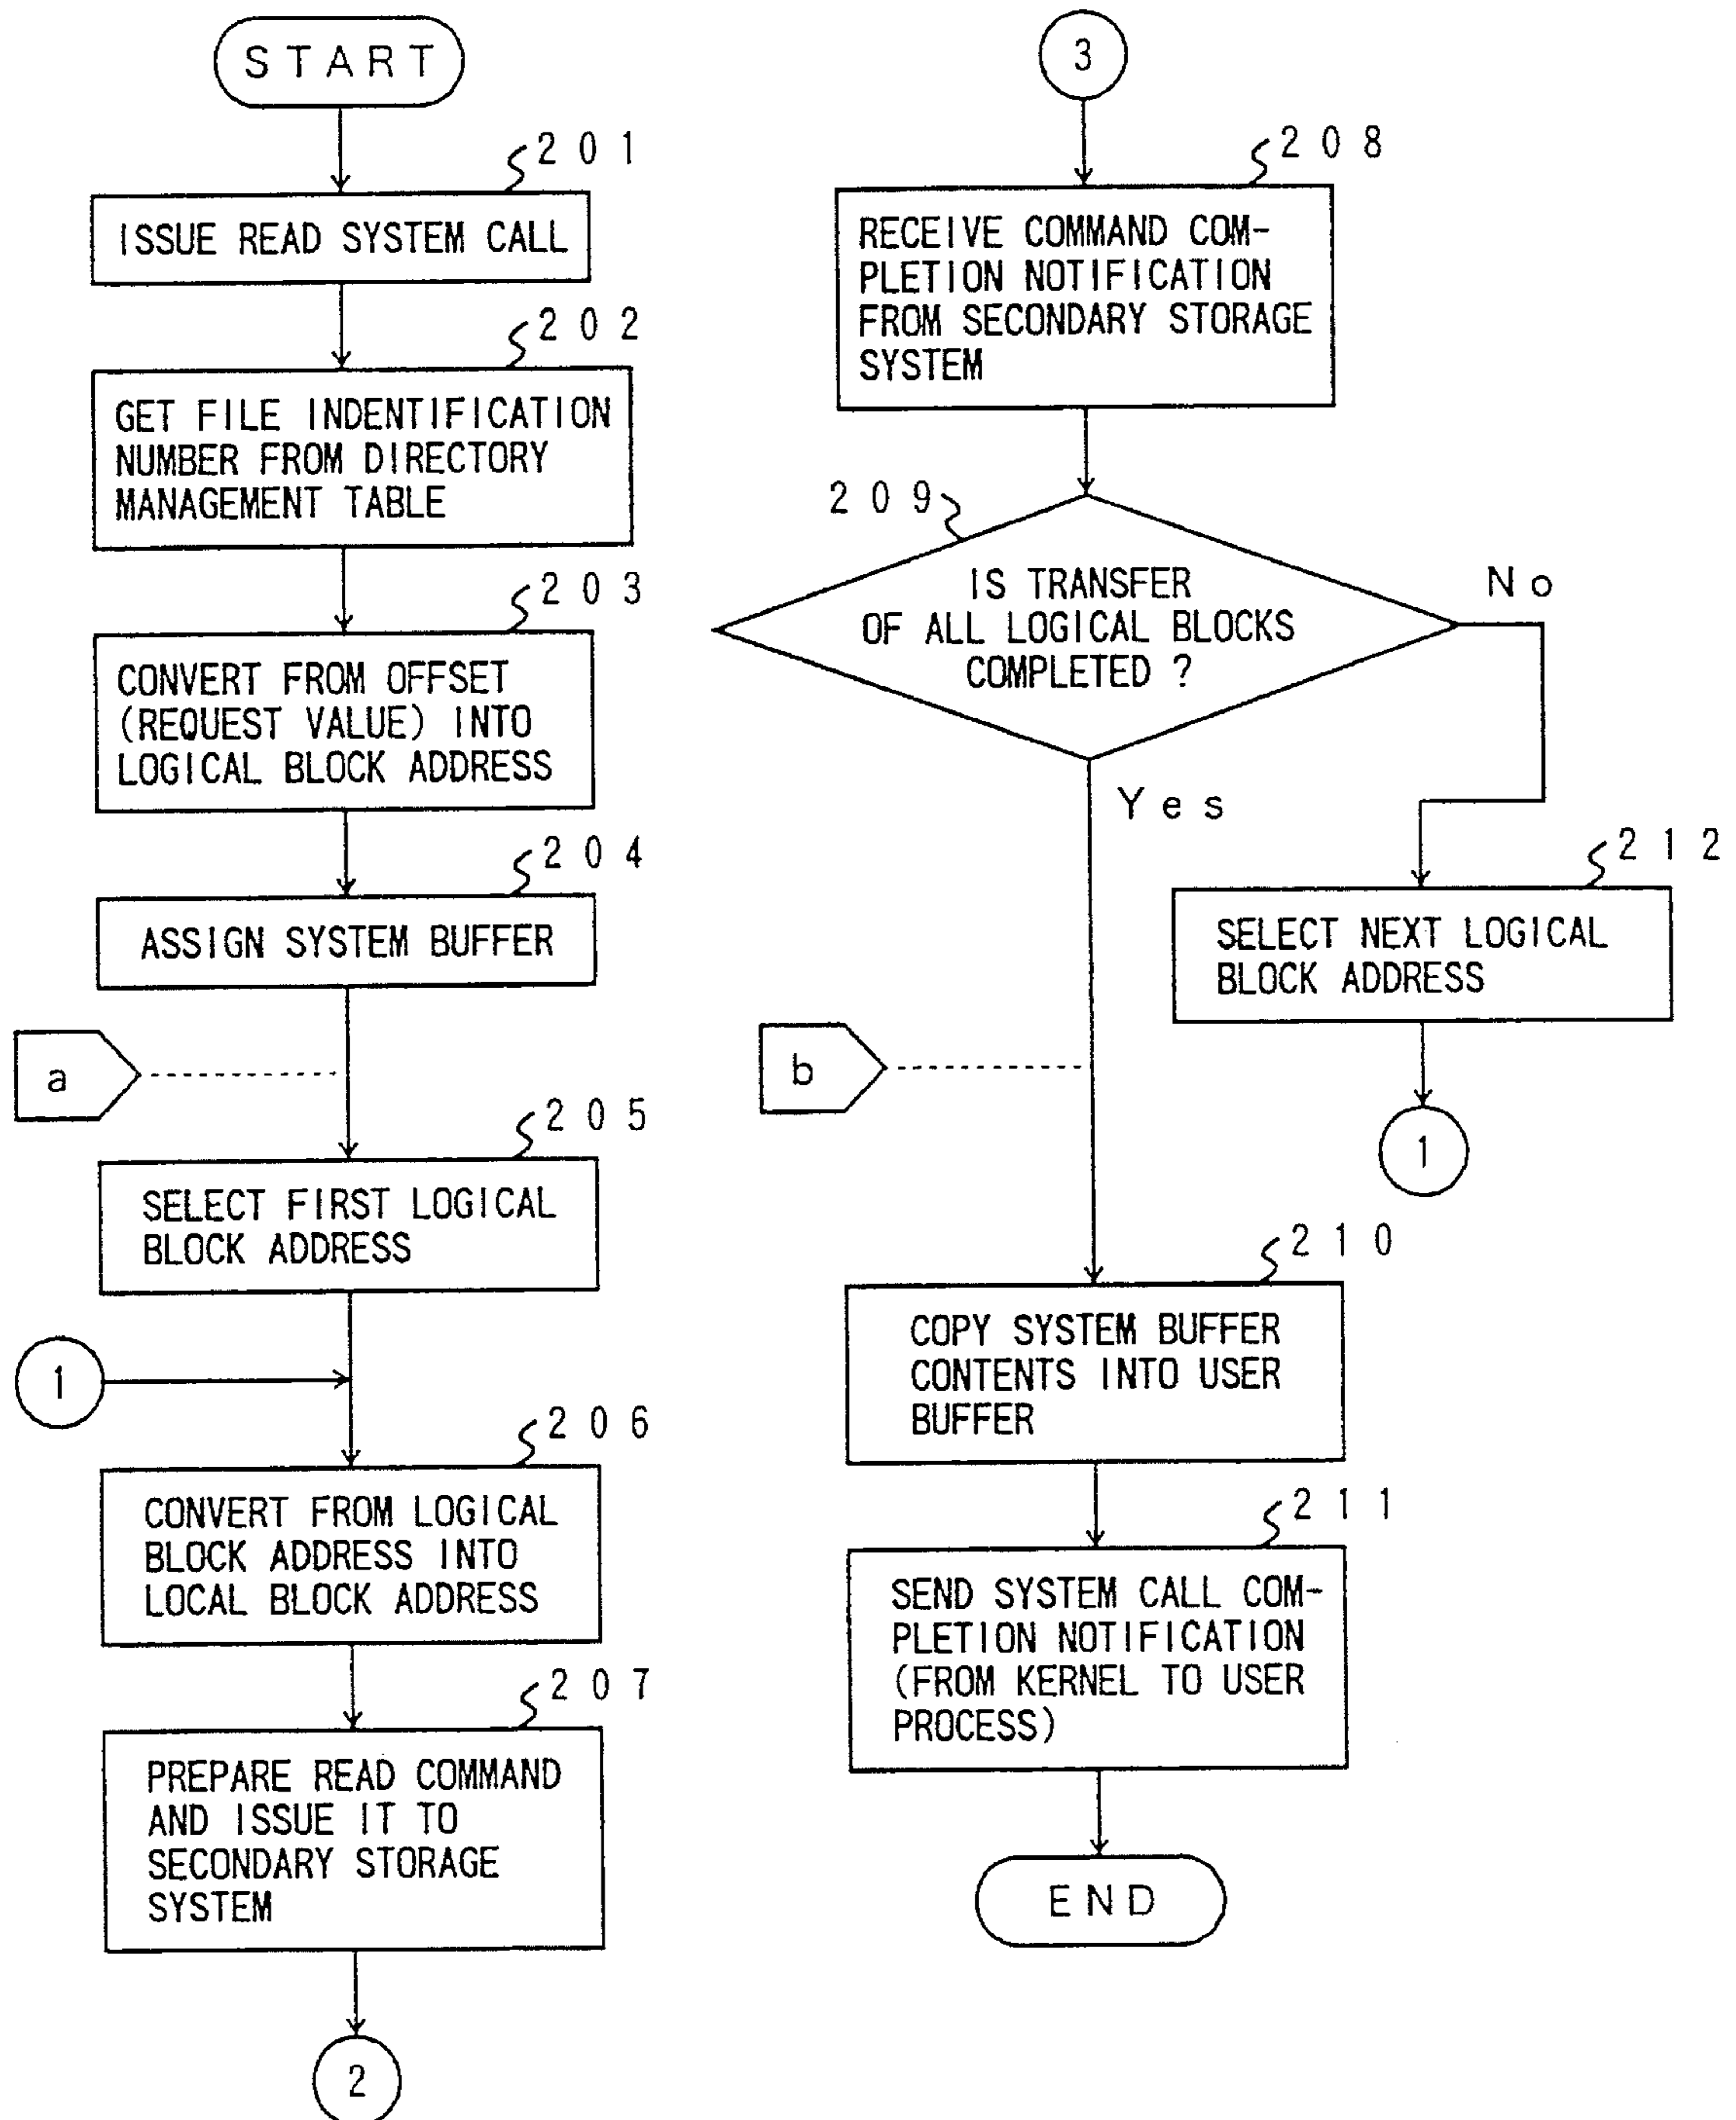 START
201
ISSUE READ SYSTEM CALL
202
GET FILE INDENTIFICATION
NUMBER FROM DIRECTORY
MANAGEMENT TABLE
203
CONVERT FROM OFFSET
(REQUEST VALUE) INTO
LOGICAL BLOCK ADDRESS
204
ASSIGN SYSTEM BUFFER
a
205
SELECT FIRST LOGICAL
BLOCK ADDRESS
1
206
CONVERT FROM LOGICAL
BLOCK ADDRESS INTO
LOCAL BLOCK ADDRESS
207
PREPARE READ COMMAND
AND ISSUE IT TO
SECONDARY STORAGE
SYSTEM
2
3
208
RECEIVE COMMAND COM-
PLETION NOTIFICATION
FROM SECONDARY STORAGE
SYSTEM
209
IS TRANSFER
OF ALL LOGICAL BLOCKS
COMPLETED ?
No
Yes
212
SELECT NEXT LOGICAL
BLOCK ADDRESS
1
b
210
COPY SYSTEM BUFFER
CONTENTS INTO USER
BUFFER
211
SEND SYSTEM CALL COM-
PLETION NOTIFICATION
(FROM KERNEL TO USER
PROCESS)
END